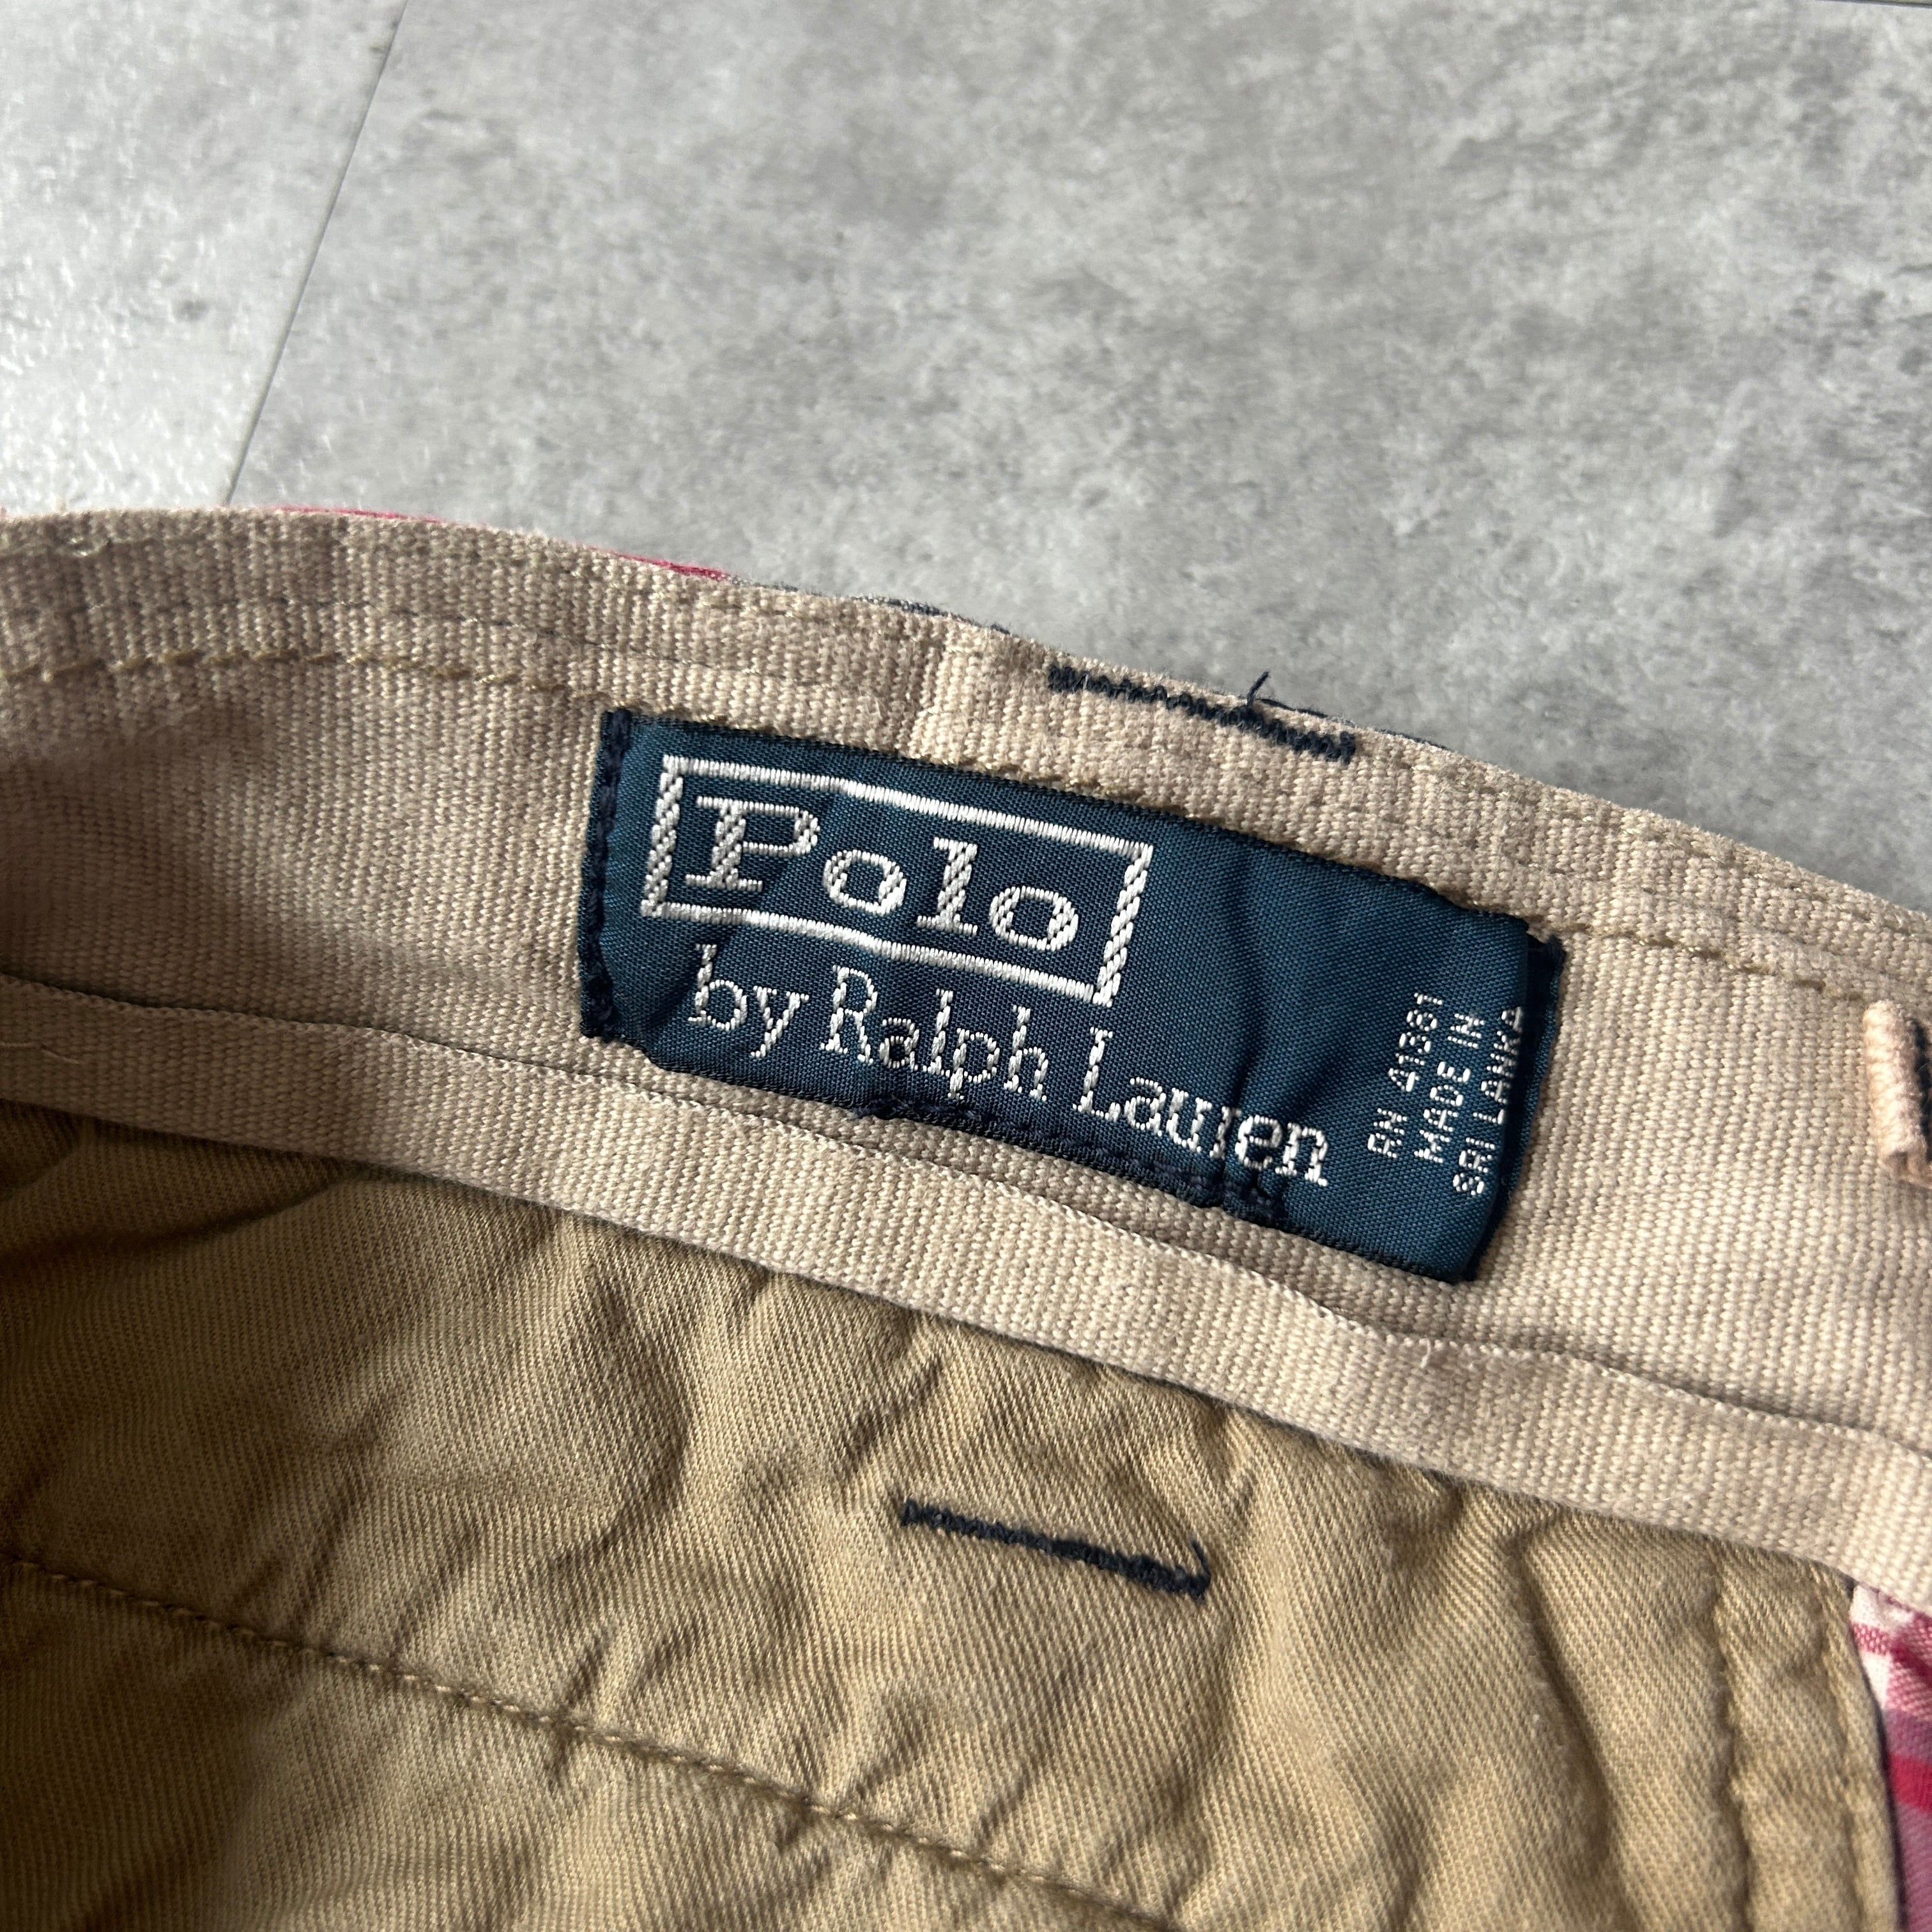 Polo
by Ralph Lauren
RN 41381
MADE IN
SRI LANKA